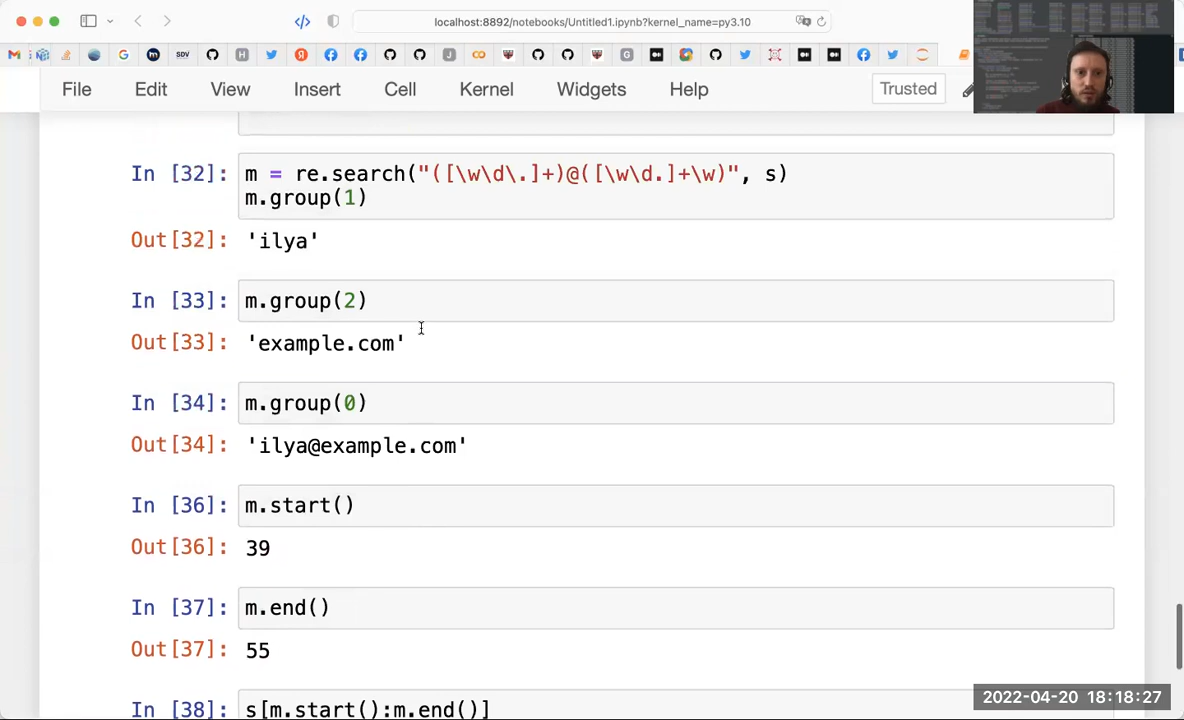 localhost:8892/notebooks/Untitled1.ipynb?kernel_name=py3.10
SDV
File Edit View Insert Cell Kernel Widgets Help Trusted
In [32]: m = re.search("([\w\d\.]+)@([\w\d.]+\w)", s)
m.group(1)
Out[32]: 'ilya'
In [33]: m.group(2)
Out[33]: 'example.com'
In [34]: m.group(0)
Out[34]: 'ilya@example.com'
In [36]: m.start()
Out[36]: 39
In [37]: m.end()
Out[37]: 55
In [38]: s[m.start():m.end()]
2022-04-20 18:18:27